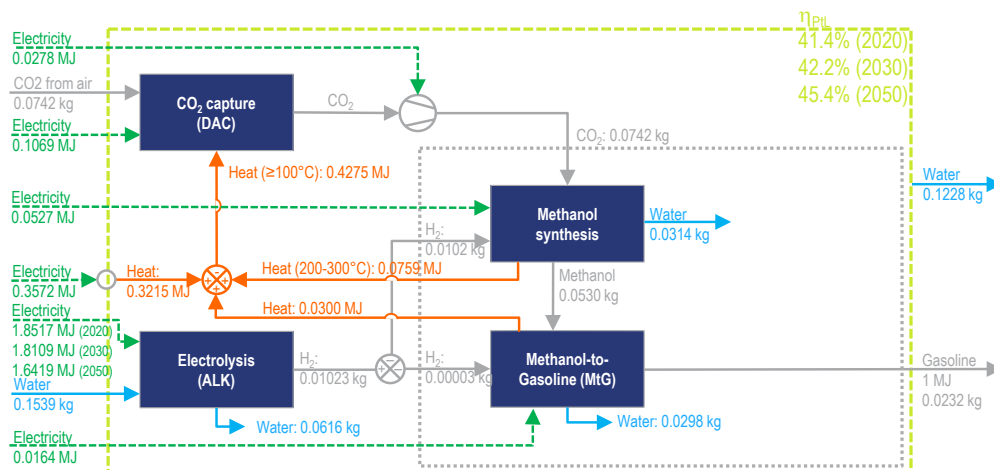 Electricity
0.0278 MJ
η PtL
41.4% (2020)
42.2% (2030)
45.4% (2050)
CO2 from air
0.0742 kg
CO₂ capture
(DAC)
CO₂
Electricity
0.1069 MJ
CO₂: 0.0742 kg
Heat (≥100°C): 0.4275 MJ
Water
0.1228 kg
Electricity
0.0527 MJ
Methanol
synthesis
Water
0.0314 kg
H₂:
0.0102 kg
Electricity
0.3572 MJ
Heat:
0.3215 MJ
Heat (200-300°C): 0.0759 MJ
Methanol
0.0530 kg
Heat: 0.0300 MJ
Electricity
1.8517 MJ (2020)
1.8109 MJ (2030)
1.6419 MJ (2050)
Electrolysis
(ALK)
H₂:
0.01023 kg
H₂:
0.00003 kg
Methanol-to-
Gasoline (MtG)
Gasoline
1 MJ
0.0232 kg
Water
0.1539 kg
Water: 0.0616 kg
Water: 0.0298 kg
Electricity
0.0164 MJ